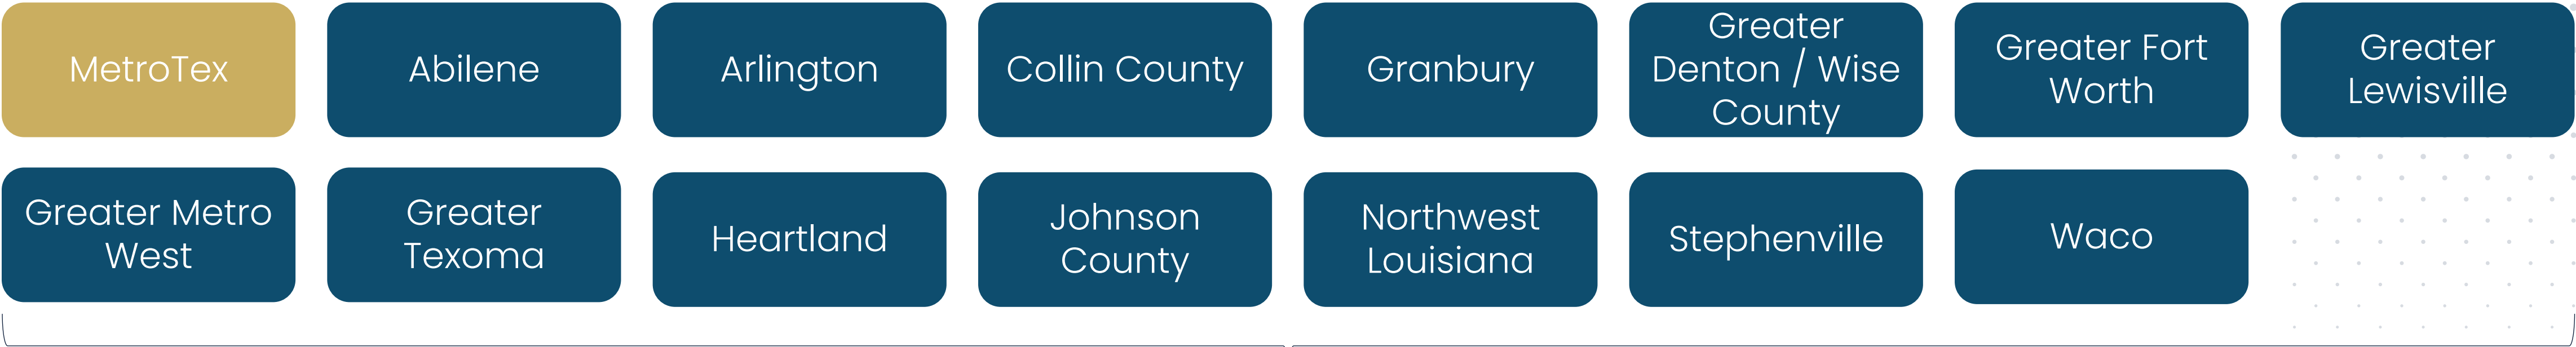 MetroTex
Abilene
Arlington
Collin County
Granbury
Greater
Denton / Wise
County
Greater Fort
Worth
Greater
Lewisville
Greater Metro
West
Greater
Texoma
Heartland
Johnson
County
Northwest
Louisiana
Stephenville
Waco